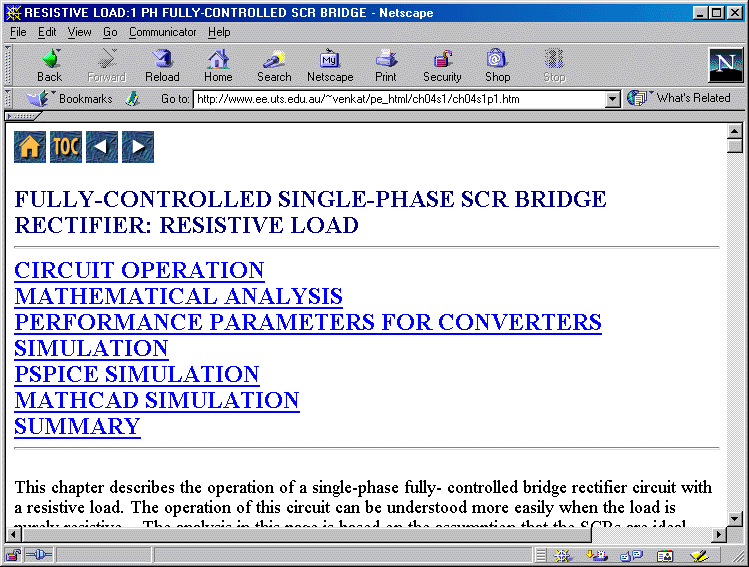 RESISTIVE LOAD:1 PH FULLY-CONTROLLED SCR BRIDGE - Netscape
File Edit View Go Communicator Help
Back Forward Reload Home Search Netscape Print Security Shop Stop
My
N
Bookmarks Go to: http://www.ee.uts.edu.au/~venkat/pe_html/ch04s1/ch04s1p1.htm What's Related
TOC
FULLY-CONTROLLED SINGLE-PHASE SCR BRIDGE
RECTIFIER: RESISTIVE LOAD
CIRCUIT OPERATION
MATHEMATICAL ANALYSIS
PERFORMANCE PARAMETERS FOR CONVERTERS
SIMULATION
PSPICE SIMULATION
MATHCAD SIMULATION
SUMMARY
This chapter describes the operation of a single-phase fully- controlled bridge rectifier circuit with
a resistive load. The operation of this circuit can be understood more easily when the load is
purely resistive. The analysis in this page is based on the assumption that the SCRs are ideal